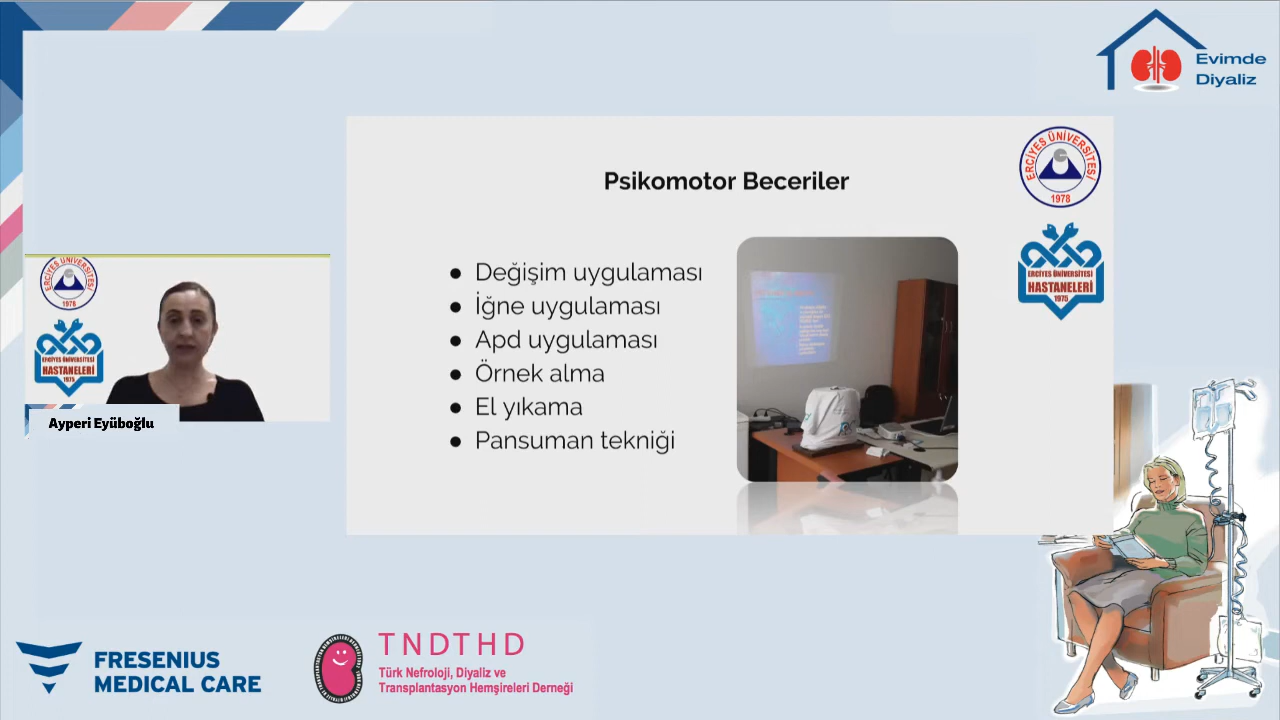 Evimde
Diyaliz
ERCİYES ÜNİVERSİTESİ
1978
Psikomotor Beceriler
ERCİYES ÜNİVERSİTESİ
HASTANELERİ
1975
● Değişim uygulaması
● İğne uygulaması
● Apd uygulaması
● Örnek alma
● El yıkama
● Pansuman tekniği
ERCİYES ÜNİVERSİTESİ
1978
ERCİYES ÜNİVERSİTESİ
HASTANELERİ
1975
Ayperi Eyüboğlu
FRESENIUS
MEDICAL CARE
TNDTHD
Türk Nefroloji, Diyaliz ve
Transplantasyon Hemşireleri Derneği